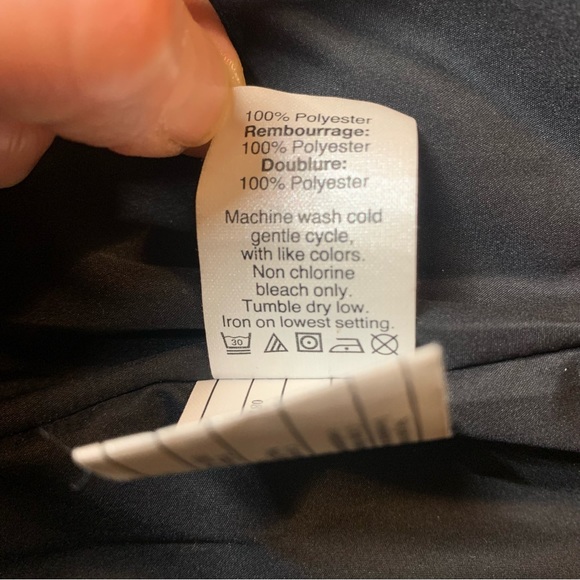 100% Polyester
Rembourrage:
100% Polyester
Doublure:
100% Polyester
Machine wash cold
gentle cycle,
with like colors.
Non chlorine
bleach only.
Tumble dry low.
Iron on lowest setting.
30